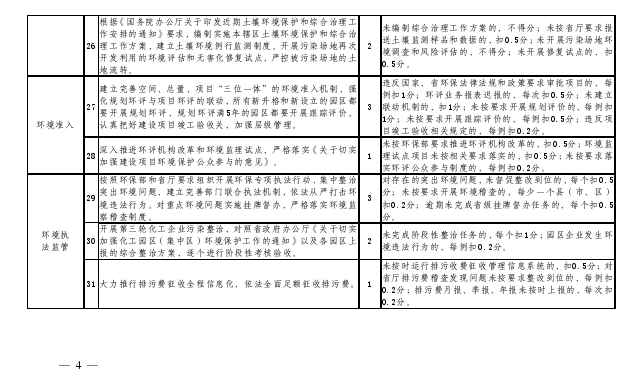 26
根据《国务院办公厅关于印发近期土壤环境保护和综合治理工
作安排的通知》要求，编制实施本辖区土壤环境保护和综合治
理工作方案，建立土壤环境例行监测制度。开展污染场地再次
开发利用的环境评估和无害化修复试点，严控被污染场地的土
地流转。
2
未编制综合治理工作方案的，不得分；未按省厅要求报
送土壤监测样品和数据的，扣0.5分；未开展污染场地环
境调查和风险评估的，不得分；未开展修复试点的，扣
0.5分。
环境准入
27
建立完善空间、总量、项目“三位一体”的环境准入机制，强
化规划环评与项目环评的联动，所有新升格和新设立的园区都
要开展规划环评，规划环评满5年的园区都要开展跟踪评价。
认真把好建设项目竣工验收关，加强层级管理。
3
违反国家、省环保法律法规和政策要求审批项目的，每
例扣1分；环评业务报表迟报的，每次扣0.5分；未建立
联动机制的，扣1分；未按要求开展规划评价的，每例扣
1分；未按要求开展跟踪评价的，每例扣0.5分；违反项
目竣工验收相关规定的，每例扣0.2分。
28
深入推进环评机构改革和环境监理试点，严格落实《关于切实
加强建设项目环境保护公众参与的意见》。
1
未按环保部要求推进环评机构改革的，扣0.5分；环境监
理试点项目未按相关要求落实的，扣0.5分；未按要求落
实环评公众参与制度的，每例扣0.2分。
环境执
法监管
29
按照环保部和省厅要求组织开展环保专项执法行动，集中整治
突出环境问题，建立完善部门联合执法机制，依法从严打击环
境违法行为。对重点环境问题实施挂牌督办，严格落实环境监
察稽查制度。
3
对存在的突出环境问题，未督促整改到位的，每个扣0.5
分；未按要求开展环境稽查的，每少一个县（市、区）
扣0.2分；逾期未完成省级挂牌督办任务的，每个扣0.5
分。
30
开展第三轮化工企业污染整治，对照省政府办公厅《关于切实
加强化工园区（集中区）环境保护工作的通知》以及各园区上
报的综合整治方案，逐个进行阶段性考核验收。
2
未完成阶段性整治任务的，每个扣1分；园区企业发生环
境违法行为的，每例扣0.2分。
31
大力推行排污费征收全程信息化，依法全面足额征收排污费。
1
未按时运行排污收费征收管理信息系统的，扣0.5分；对
省厅排污费稽查发现问题未按要求整改到位的，每例扣
0.2分；排污费月报、季报、年报未按时上报的，每次扣
0.2分。
— 4 —